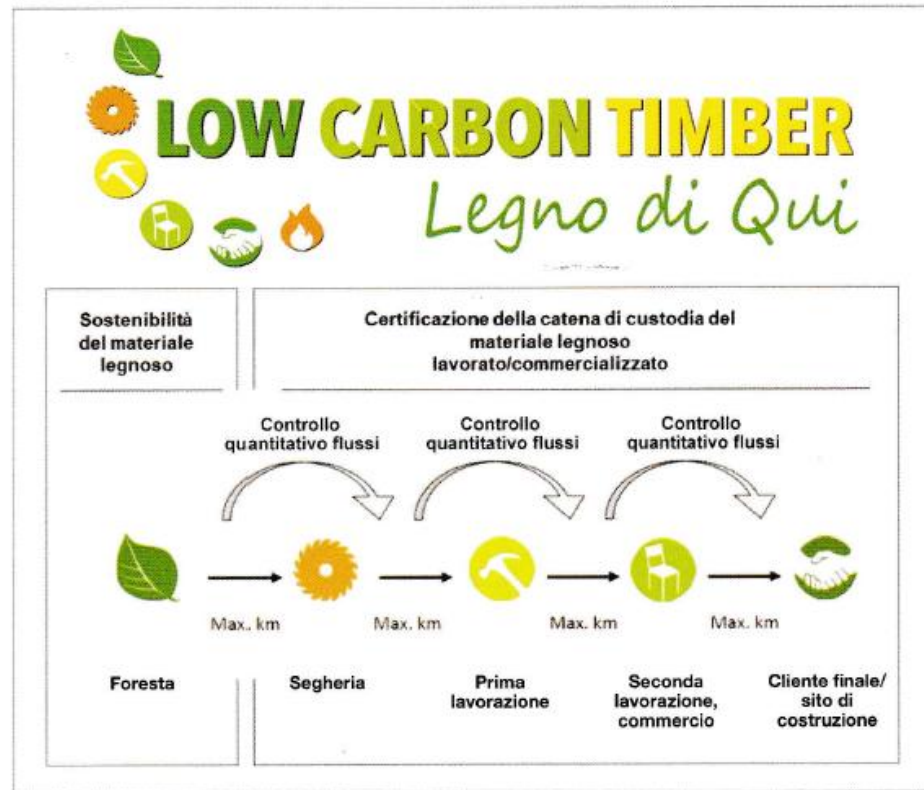 LOW CARBON TIMBER
Legno di Qui
Sostenibilità
del materiale
legnoso
Certificazione della catena di custodia del
materiale legnoso
lavorato/commercializzato
Controllo
quantitativo flussi
Controllo
quantitativo flussi
Controllo
quantitativo flussi
Max. km
Max. km
Max. km
Max. km
Foresta
Segheria
Prima
lavorazione
Seconda
lavorazione,
commercio
Cliente finale/
sito di
costruzione